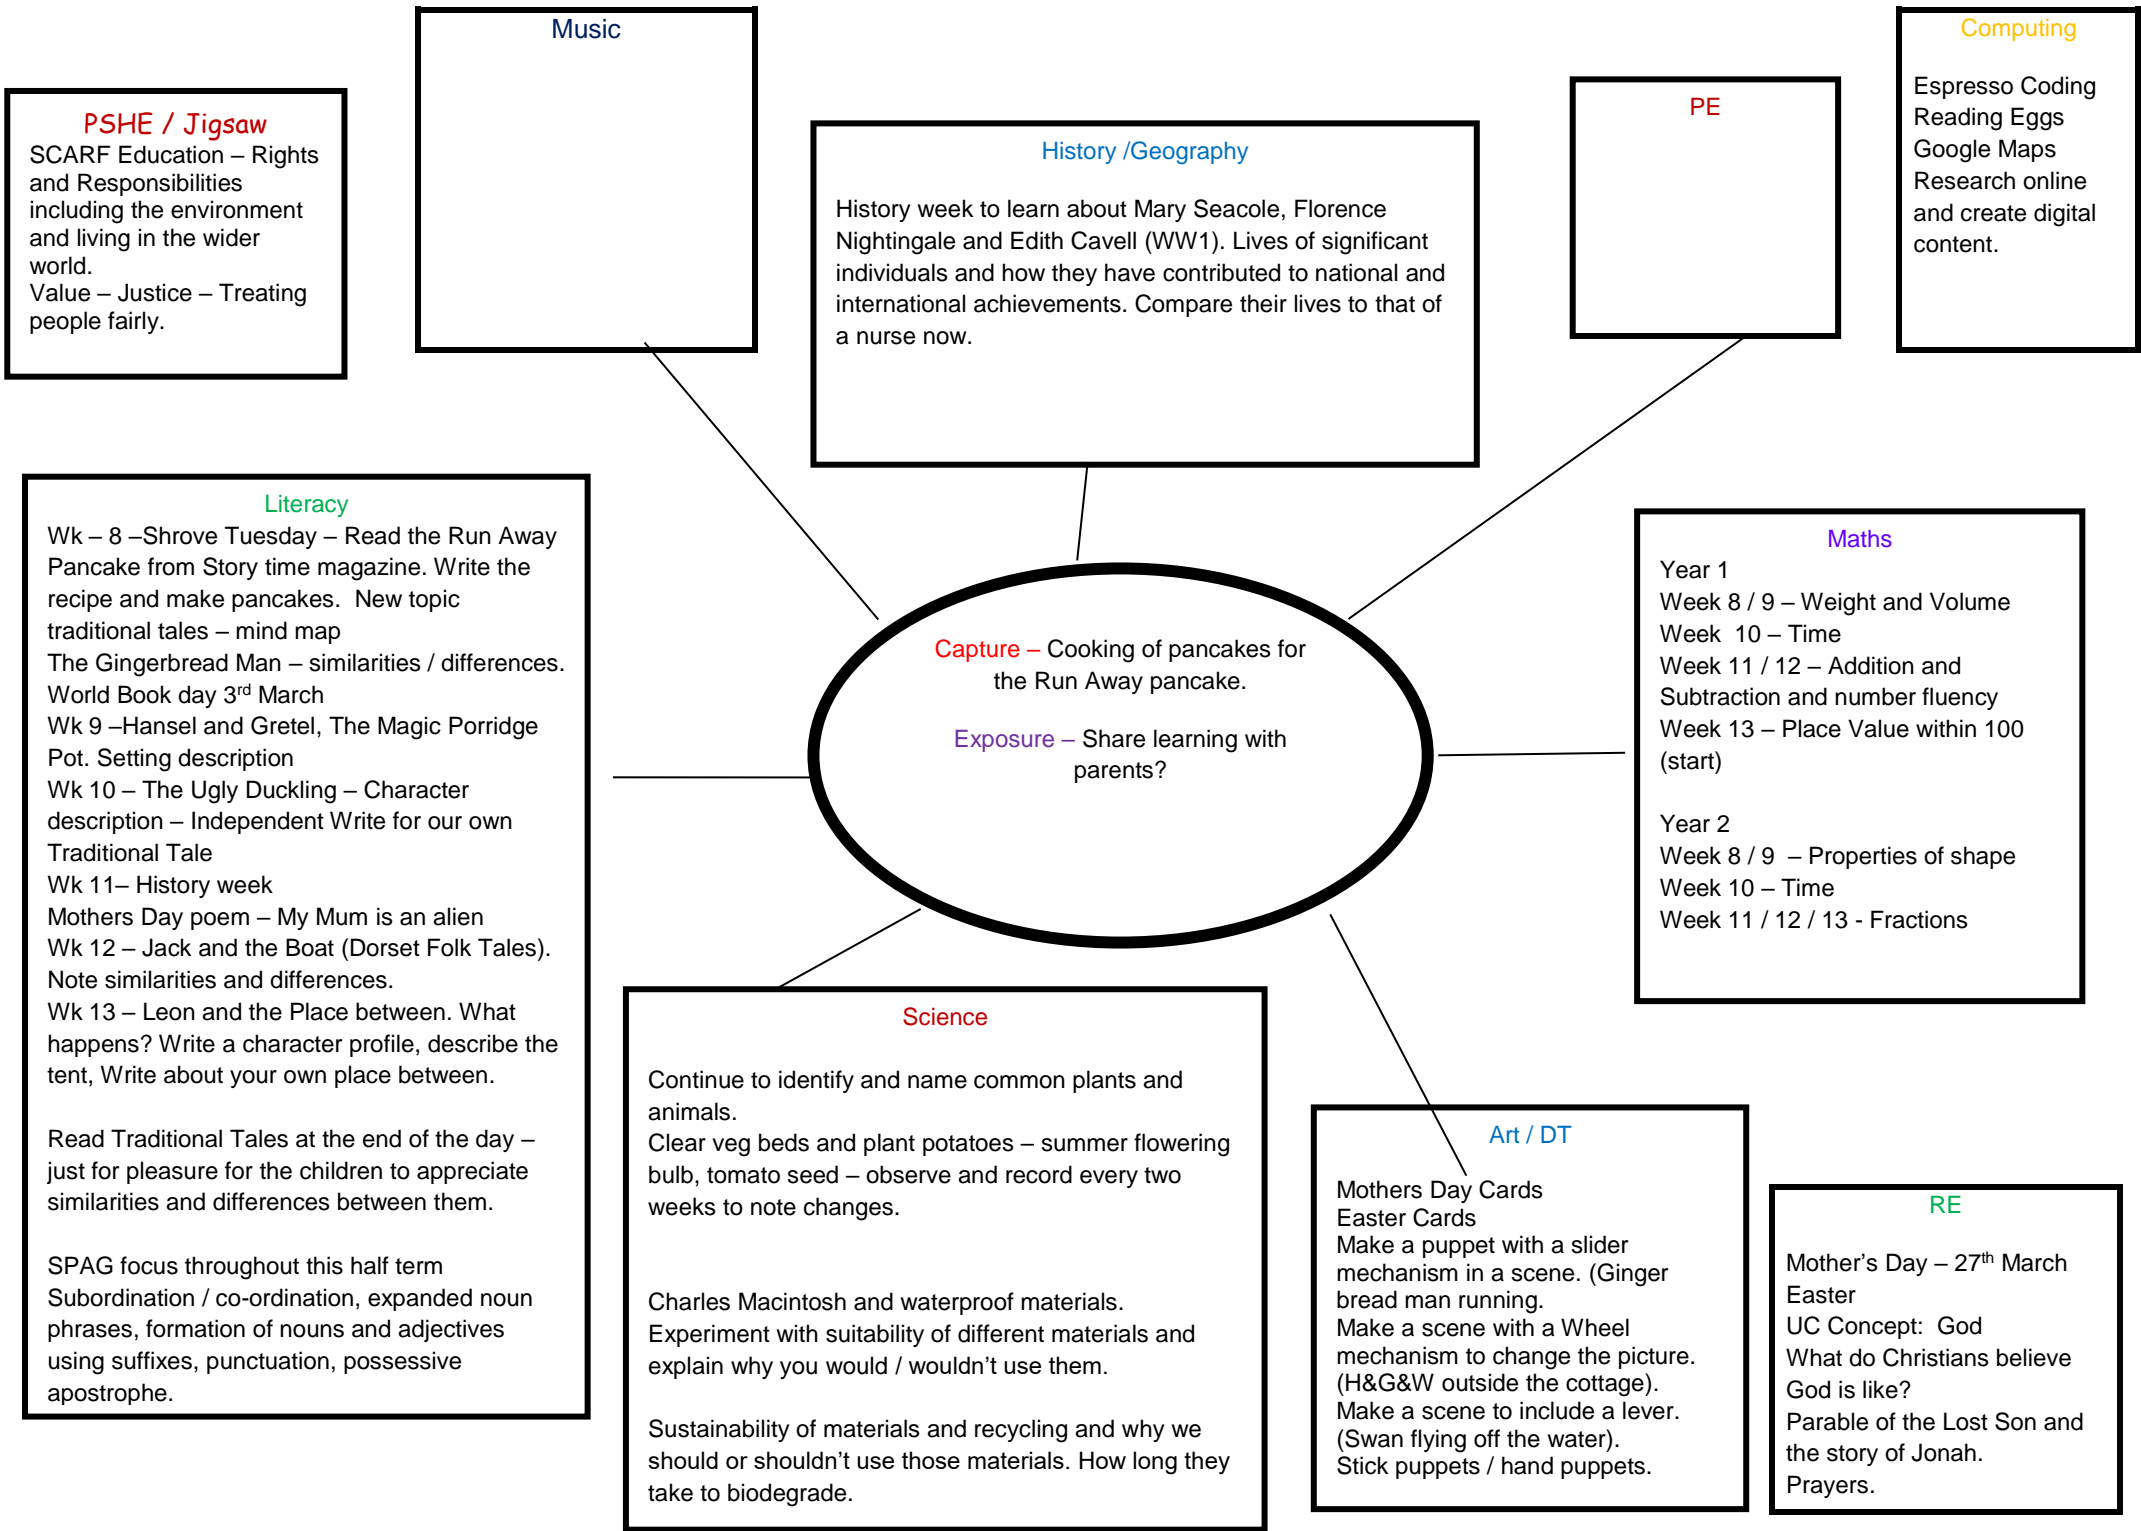 Music
Computing
Espresso Coding
Reading Eggs
Google Maps
Research online
and create digital
content.
PSHE / Jigsaw
SCARF Education – Rights
and Responsibilities
including the environment
and living in the wider
world.
Value – Justice – Treating
people fairly.
History /Geography
History week to learn about Mary Seacole, Florence
Nightingale and Edith Cavell (WW1). Lives of significant
individuals and how they have contributed to national and
international achievements. Compare their lives to that of
a nurse now.
PE
Literacy
Wk – 8 –Shrove Tuesday – Read the Run Away
Pancake from Story time magazine. Write the
recipe and make pancakes.  New topic
traditional tales – mind map
The Gingerbread Man – similarities / differences.
World Book day 3rd March
Wk 9 –Hansel and Gretel, The Magic Porridge
Pot. Setting description
Wk 10 – The Ugly Duckling – Character
description – Independent Write for our own
Traditional Tale
Wk 11– History week
Mothers Day poem – My Mum is an alien
Wk 12 – Jack and the Boat (Dorset Folk Tales).
Note similarities and differences.
Wk 13 – Leon and the Place between. What
happens? Write a character profile, describe the
tent, Write about your own place between.
Read Traditional Tales at the end of the day –
just for pleasure for the children to appreciate
similarities and differences between them.
SPAG focus throughout this half term
Subordination / co-ordination, expanded noun
phrases, formation of nouns and adjectives
using suffixes, punctuation, possessive
apostrophe.
Capture – Cooking of pancakes for
the Run Away pancake.
Exposure – Share learning with
parents?
Maths
Year 1
Week 8 / 9 – Weight and Volume
Week  10 – Time
Week 11 / 12 – Addition and
Subtraction and number fluency
Week 13 – Place Value within 100
(start)
Year 2
Week 8 / 9  – Properties of shape
Week 10 – Time
Week 11 / 12 / 13 - Fractions
Science
Continue to identify and name common plants and
animals.
Clear veg beds and plant potatoes – summer flowering
bulb, tomato seed – observe and record every two
weeks to note changes.
Charles Macintosh and waterproof materials.
Experiment with suitability of different materials and
explain why you would / wouldn't use them.
Sustainability of materials and recycling and why we
should or shouldn't use those materials. How long they
take to biodegrade.
Art / DT
Mothers Day Cards
Easter Cards
Make a puppet with a slider
mechanism in a scene. (Ginger
bread man running.
Make a scene with a Wheel
mechanism to change the picture.
(H&G&W outside the cottage).
Make a scene to include a lever.
(Swan flying off the water).
Stick puppets / hand puppets.
RE
Mother's Day – 27th March
Easter
UC Concept:  God
What do Christians believe
God is like?
Parable of the Lost Son and
the story of Jonah.
Prayers.